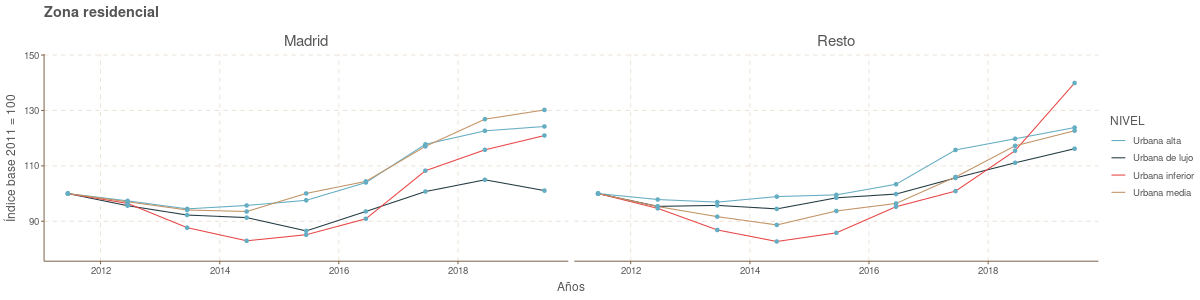 Zona residencial
Madrid
Resto
Índice base 2011 = 100
150
130
110
90
2012
2014
2016
2018
2012
2014
2016
2018
Años
NIVEL
Urbana alta
Urbana de lujo
Urbana inferior
Urbana media